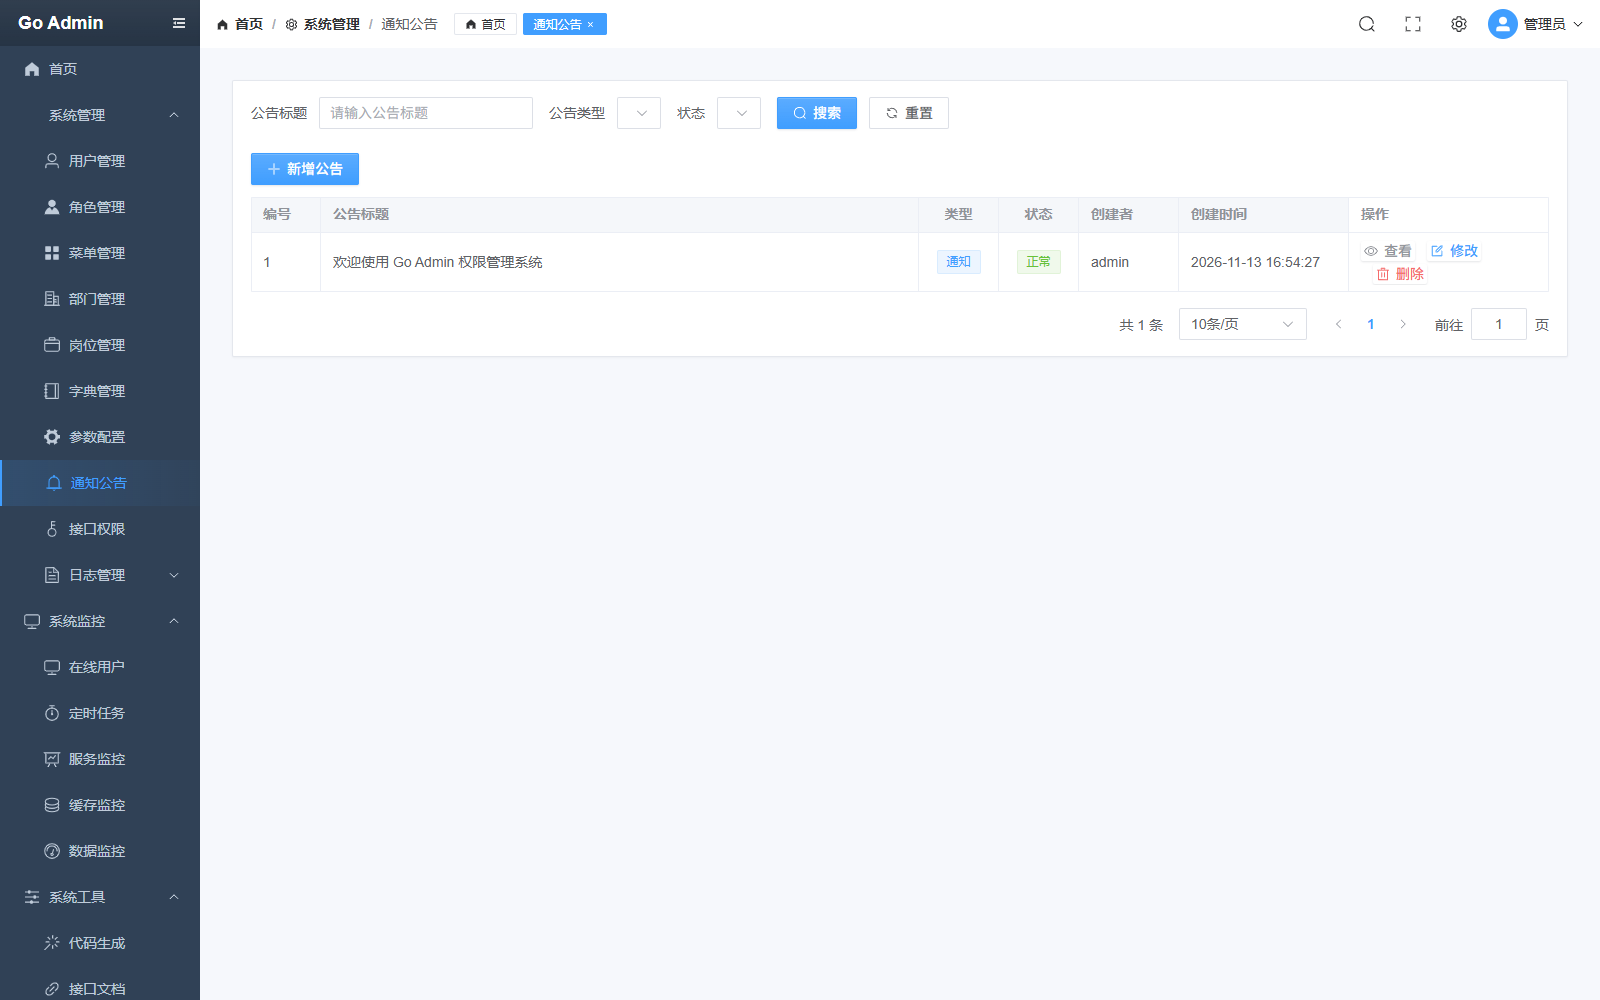 Go Admin
首页
系统管理
用户管理
角色管理
菜单管理
部门管理
岗位管理
字典管理
参数配置
通知公告
接口权限
日志管理
系统监控
在线用户
定时任务
服务监控
缓存监控
数据监控
系统工具
代码生成
接口文档
首页 / 系统管理 / 通知公告 首页 通知公告 × 管理员
公告标题 请输入公告标题 公告类型 状态 搜索 重置
新增公告
编号 公告标题 类型 状态 创建者 创建时间 操作
1 欢迎使用 Go Admin 权限管理系统 通知 正常 admin 2026-11-13 16:54:27 查看 修改
删除
共 1 条 10条/页 1 前往 1 页